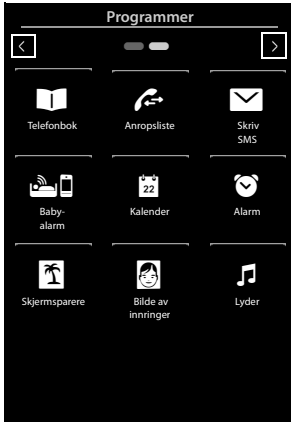 Programmer
Telefonbok
Anropsliste
Skriv
SMS
22
Baby-
alarm
Kalender
Alarm
Skjermsparere
Bilde av
innringer
Lyder